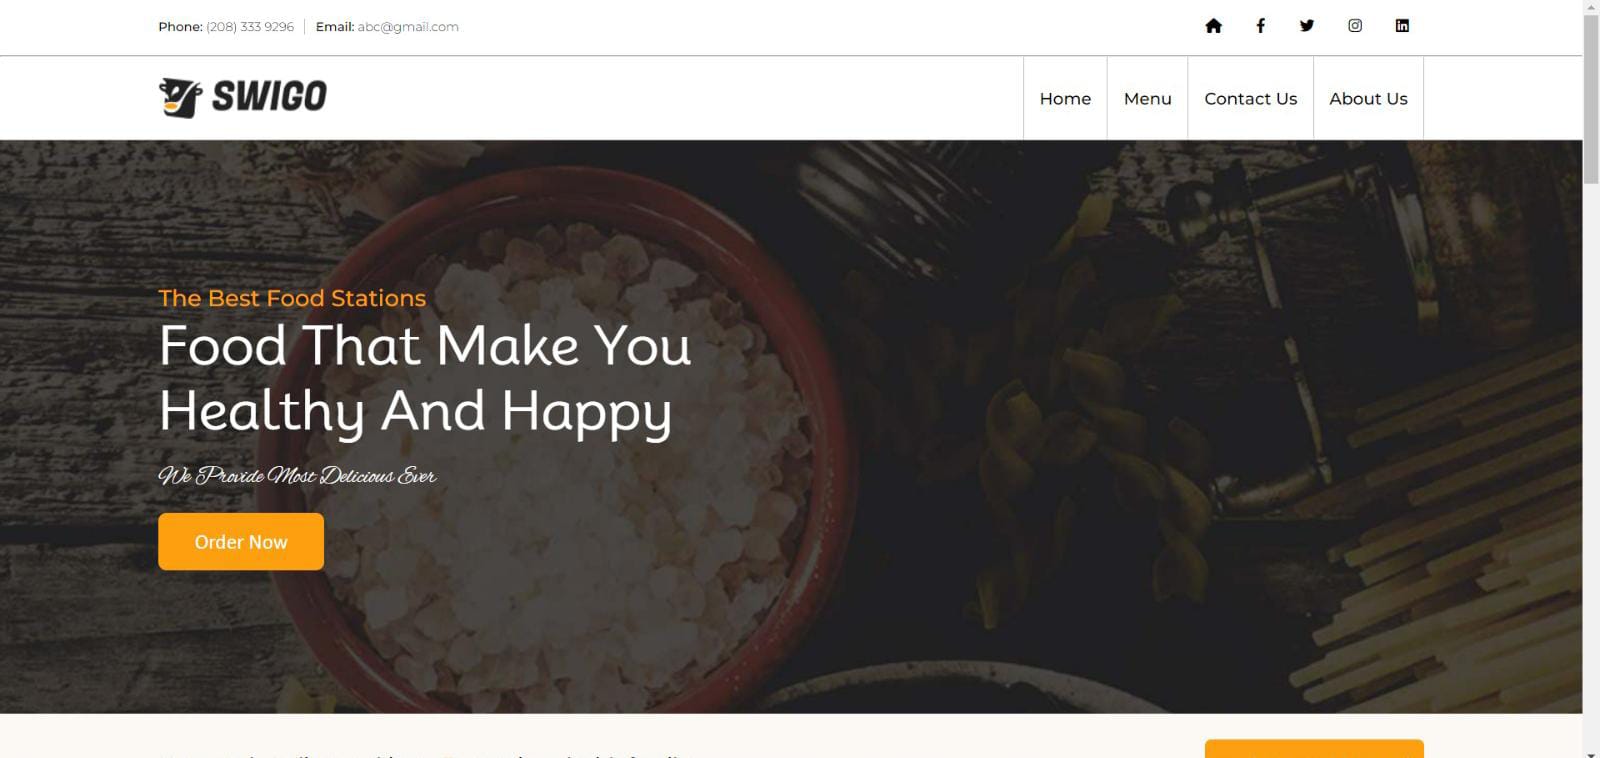 Phone: (208) 333 9296 Email: abc@gmail.com
SWIGO
Home Menu Contact Us About Us
The Best Food Stations
Food That Make You
Healthy And Happy
We Provide Most Delicious Ever
Order Now